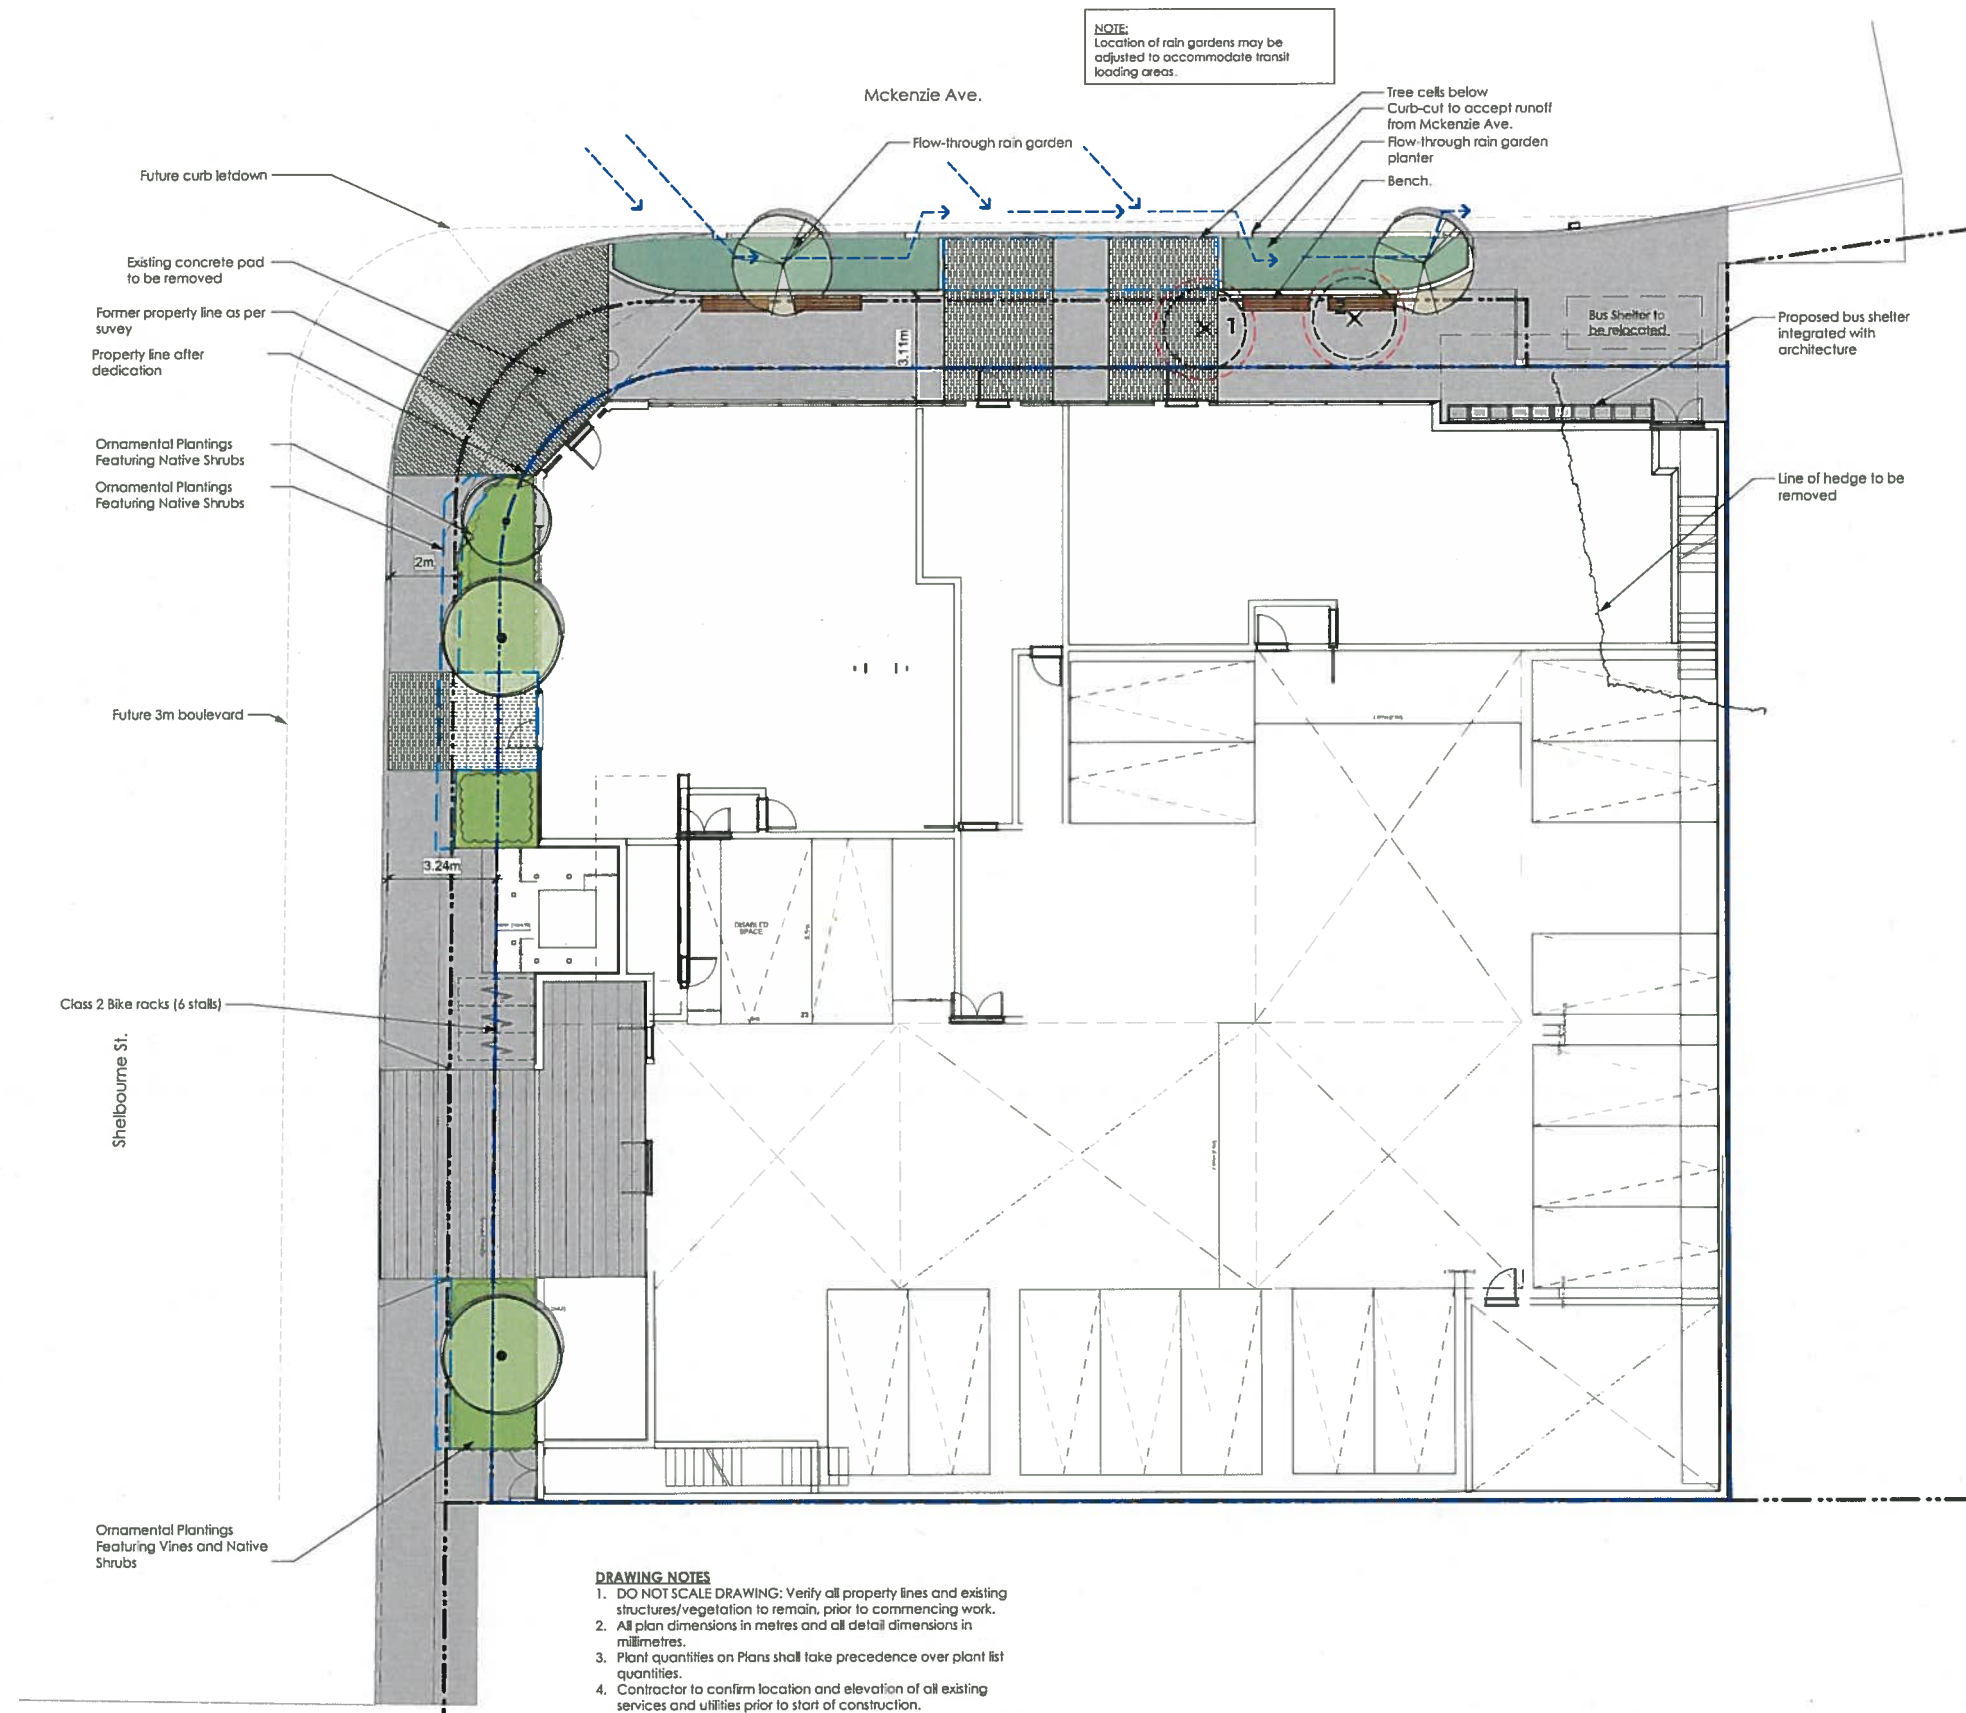 NOTE:
Location of rain gardens may be
adjusted to accommodate transit
loading areas.
Mckenzie Ave.
Tree cells below
Curb-cut to accept runoff
from Mckenzie Ave.
Flow-through rain garden
planter
Bench.
Flow-through rain garden
Future curb letdown
Existing concrete pad
to be removed
Former property line as per
suvey
Property line after
dedication
Ornamental Plantings
Featuring Native Shrubs
Ornamental Plantings
Featuring Native Shrubs
3.11m
1
2
Bus Shelter to
be relocated
Proposed bus shelter
integrated with
architecture
Line of hedge to be
removed
2m
Future 3m boulevard
3.24m
DISABLED
SPACE
23
Class 2 Bike racks (6 stalls)
Shelbourne St.
Ornamental Plantings
Featuring Vines and Native
Shrubs
DRAWING NOTES
1. DO NOT SCALE DRAWING: Verify all property lines and existing
structures/vegetation to remain, prior to commencing work.
2. All plan dimensions in metres and all detail dimensions in
millimetres.
3. Plant quantities on Plans shall take precedence over plant list
quantities.
4. Contractor to confirm location and elevation of all existing
services and utilities prior to start of construction.